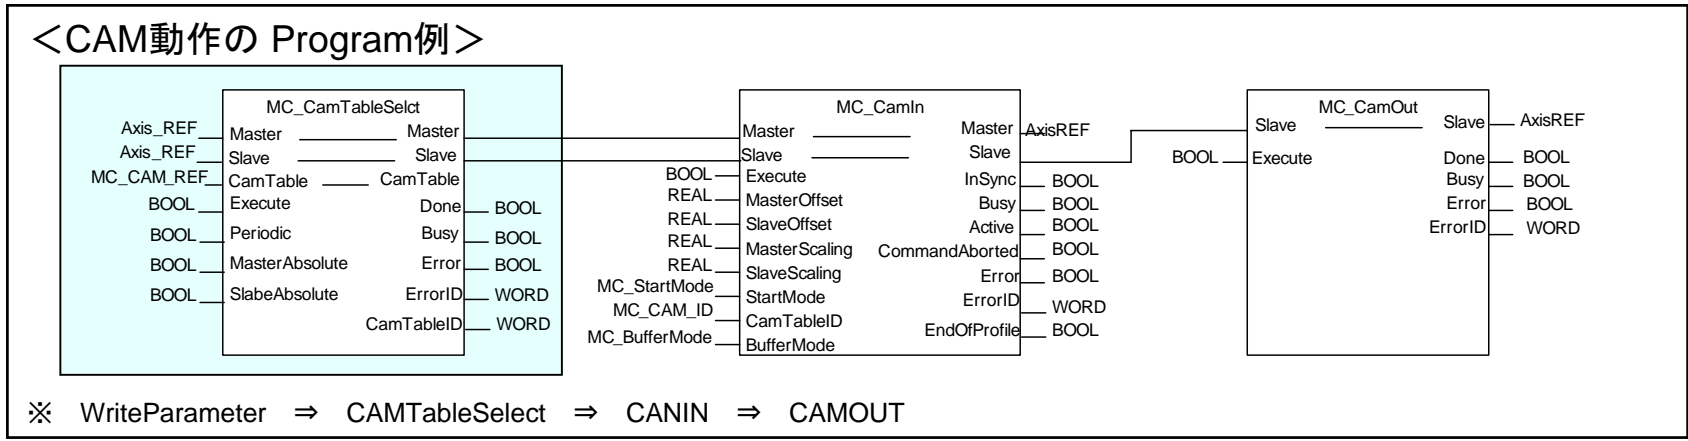 ＜CAM動作の Program例＞
MC_CamTableSelct
Axis_REF
Master
Master
Axis_REF
Slave
Slave
MC_CAM_REF
CamTable
CamTable
BOOL
Execute
Done
BOOL
BOOL
Periodic
Busy
BOOL
BOOL
MasterAbsolute
Error
BOOL
BOOL
SlabeAbsolute
ErrorID
WORD
CamTableID
WORD
MC_CamIn
Master
Master
AxisREF
Slave
Slave
BOOL
Execute
InSync
BOOL
REAL
MasterOffset
Busy
BOOL
REAL
SlaveOffset
Active
BOOL
REAL
MasterScaling
CommandAborted
BOOL
REAL
SlaveScaling
Error
BOOL
MC_StartMode
StartMode
ErrorID
WORD
MC_CAM_ID
CamTableID
EndOfProfile
BOOL
MC_BufferMode
BufferMode
MC_CamOut
Slave
Slave
AxisREF
BOOL
Execute
Done
BOOL
Busy
BOOL
Error
BOOL
ErrorID
WORD
※ WriteParameter ⇒ CAMTableSelect ⇒ CANIN ⇒ CAMOUT